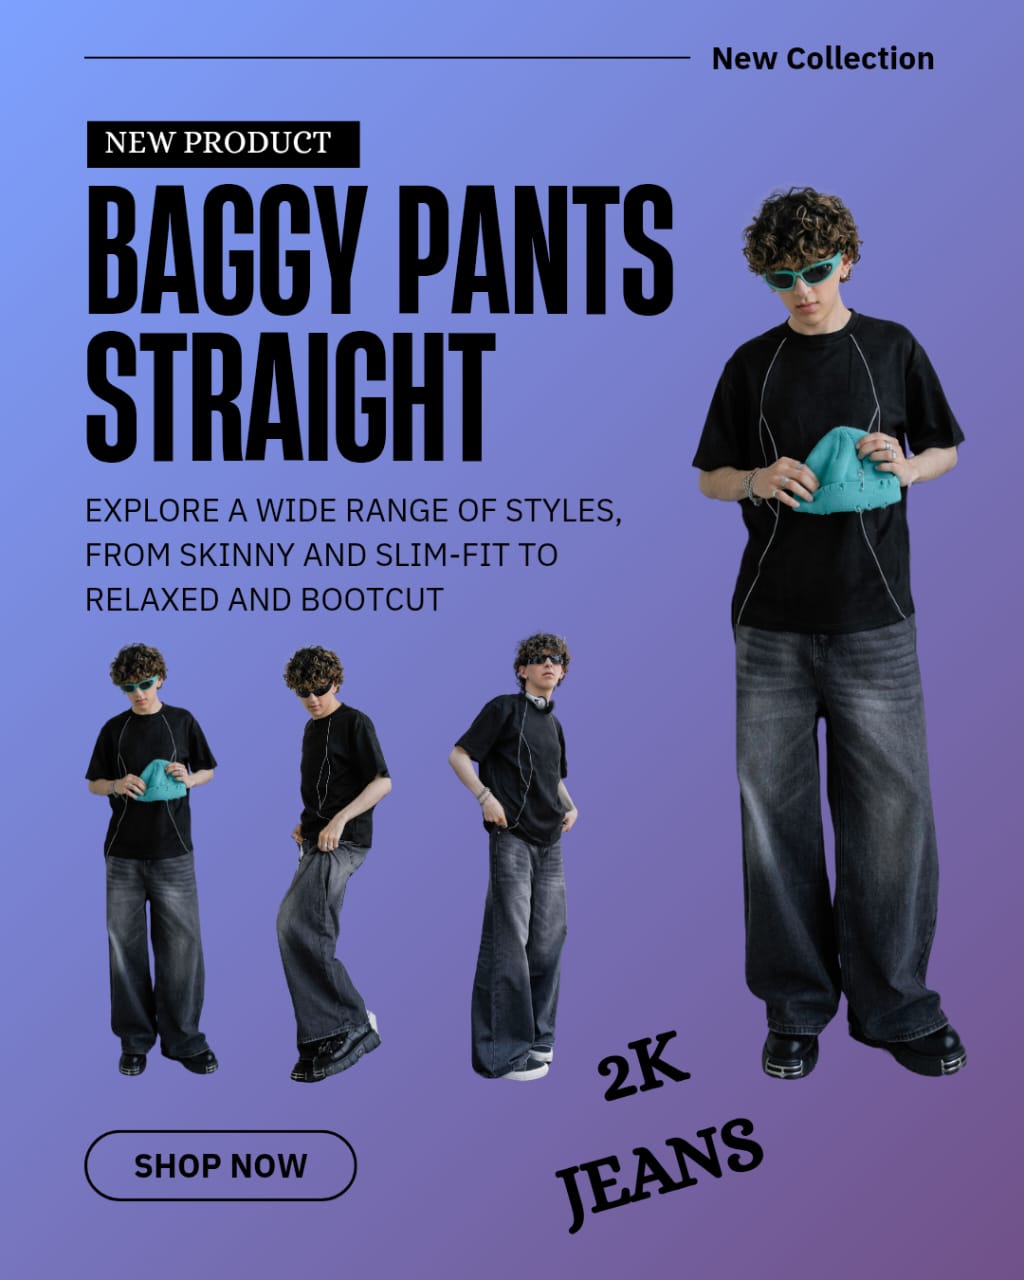 New Collection
NEW PRODUCT
BAGGY PANTS
STRAIGHT
EXPLORE A WIDE RANGE OF STYLES,
FROM SKINNY AND SLIM-FIT TO
RELAXED AND BOOTCUT
2K
JEANS
SHOP NOW